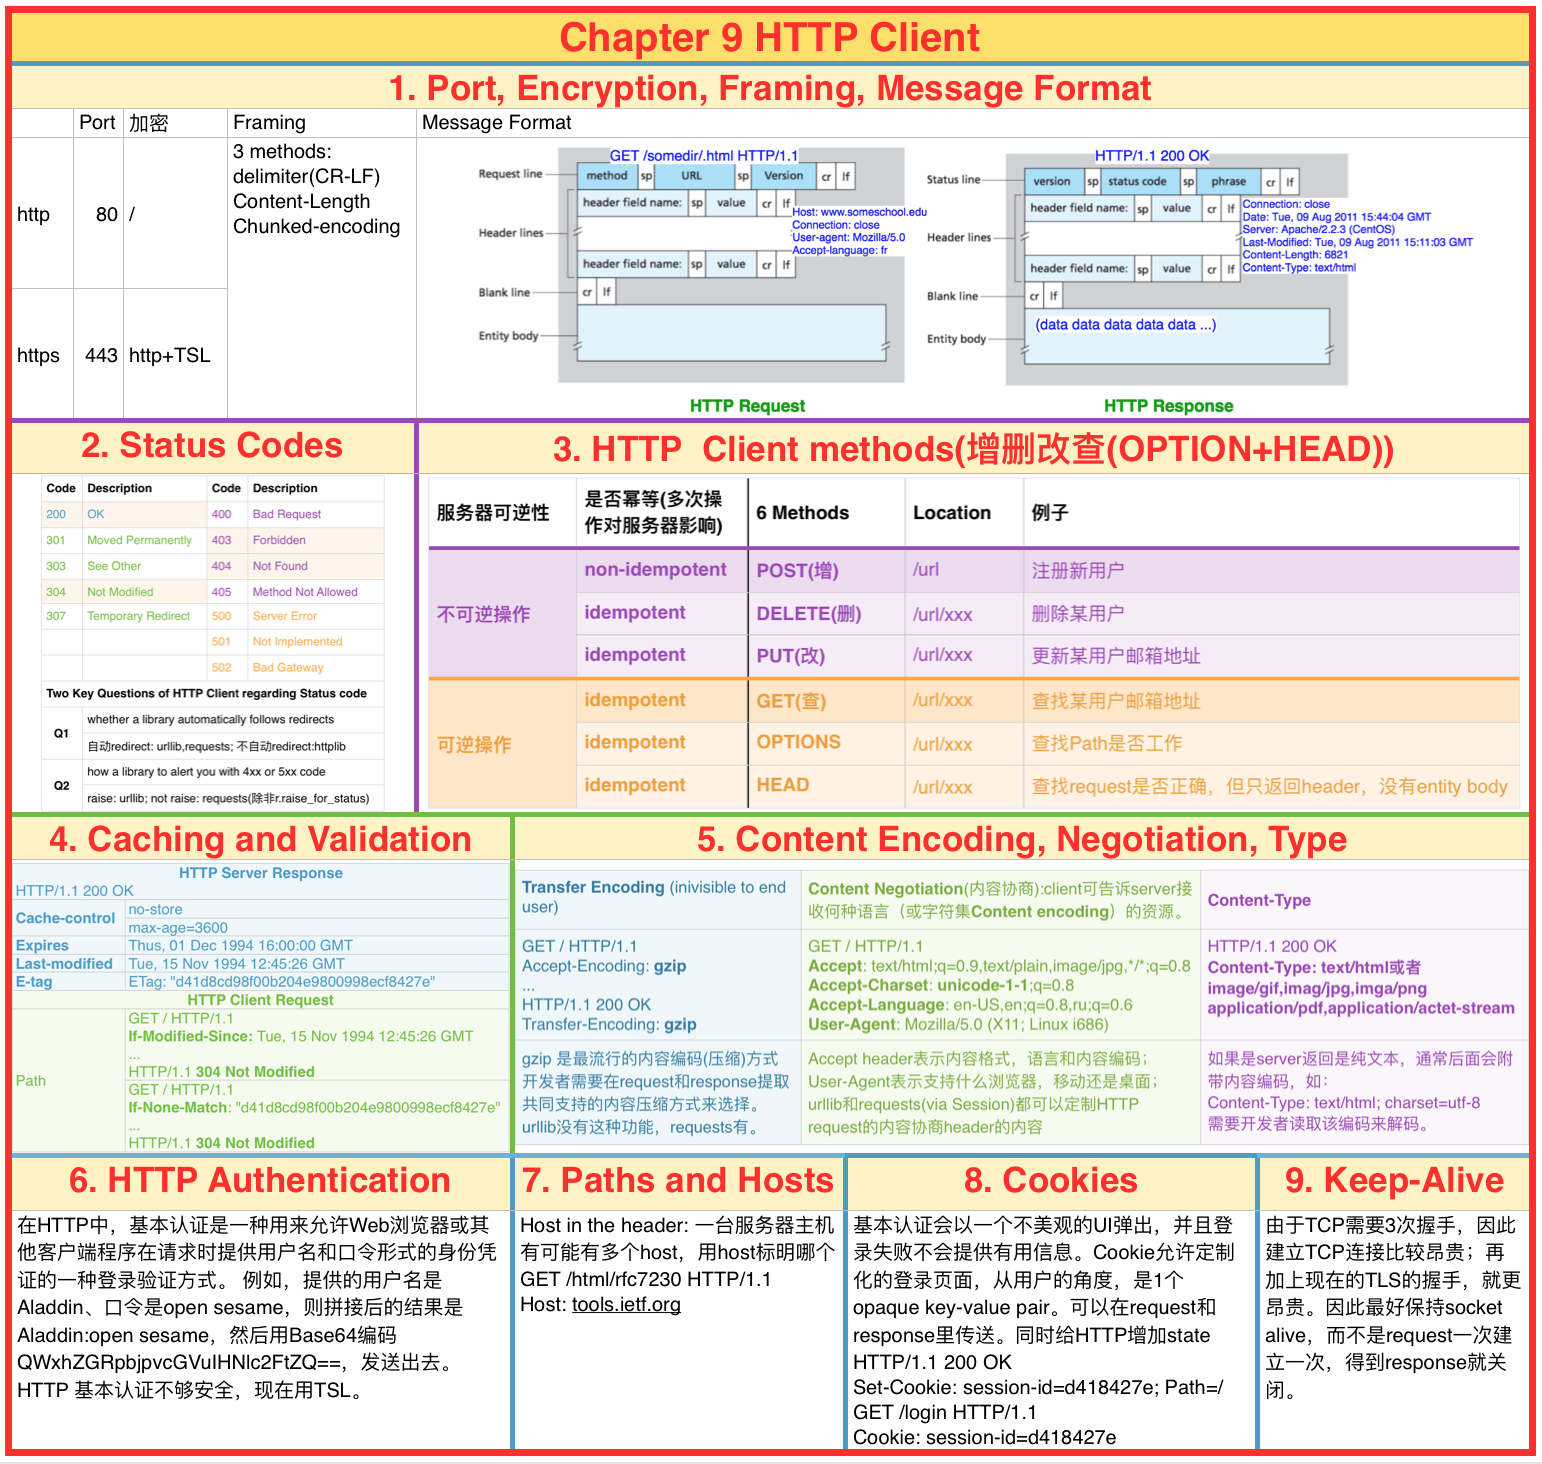 Chapter 9 HTTP Client
1. Port, Encryption, Framing, Message Format
Port 加密 Framing Message Format
http 80 /
3 methods:
delimiter(CR-LF)
Content-Length
Chunked-encoding
https 443 http+TSL
GET /somedir/.html HTTP/1.1
Request line method sp URL sp Version cr lf
header field name: sp value cr lf
Host: www.someschool.edu
Connection: close
User-agent: Mozilla/5.0
Accept-language: fr
Header lines
header field name: sp value cr lf
Blank line cr lf
Entity body
HTTP Request
HTTP/1.1 200 OK
Status line version sp status code sp phrase cr lf
header field name: sp value cr lf
Connection: close
Date: Tue, 09 Aug 2011 15:44:04 GMT
Server: Apache/2.2.3 (CentOS)
Last-Modified: Tue, 09 Aug 2011 15:11:03 GMT
Content-Length: 6821
Content-Type: text/html
Header lines
header field name: sp value cr lf
Blank line cr lf
Entity body (data data data data data ...)
HTTP Response
2. Status Codes
Code Description Code Description
200 OK 400 Bad Request
301 Moved Permanently 403 Forbidden
303 See Other 404 Not Found
304 Not Modified 405 Method Not Allowed
307 Temporary Redirect 500 Server Error
501 Not Implemented
502 Bad Gateway
Two Key Questions of HTTP Client regarding Status code
Q1 whether a library automatically follows redirects
自动redirect: urllib,requests; 不自动redirect:httplib
Q2 how a library to alert you with 4xx or 5xx code
raise: urllib; not raise: requests(除非r.raise_for_status)
3. HTTP Client methods(增删改查(OPTION+HEAD))
服务器可逆性 是否幂等(多次操
作对服务器影响) 6 Methods Location 例子
不可逆操作
non-idempotent POST(增) /url 注册新用户
idempotent DELETE(删) /url/xxx 删除某用户
idempotent PUT(改) /url/xxx 更新某用户邮箱地址
可逆操作
idempotent GET(查) /url/xxx 查找某用户邮箱地址
idempotent OPTIONS /url/xxx 查找Path是否工作
idempotent HEAD /url/xxx 查找request是否正确，但只返回header，没有entity body
4. Caching and Validation
HTTP Server Response
HTTP/1.1 200 OK
Cache-control no-store
max-age=3600
Expires Thus, 01 Dec 1994 16:00:00 GMT
Last-modified Tue, 15 Nov 1994 12:45:26 GMT
E-tag ETag: "d41d8cd98f00b204e9800998ecf8427e"
HTTP Client Request
Path
GET / HTTP/1.1
If-Modified-Since: Tue, 15 Nov 1994 12:45:26 GMT
...
HTTP/1.1 304 Not Modified
GET / HTTP/1.1
If-None-Match: "d41d8cd98f00b204e9800998ecf8427e"
...
HTTP/1.1 304 Not Modified
5. Content Encoding, Negotiation, Type
Transfer Encoding (inivisible to end
user)
GET / HTTP/1.1
Accept-Encoding: gzip
...
HTTP/1.1 200 OK
Transfer-Encoding: gzip
gzip 是最流行的内容编码(压缩)方式
开发者需要在request和response提取
共同支持的内容压缩方式来选择。
urllib没有这种功能，requests有。
Content Negotiation(内容协商):client可告诉server接
收何种语言（或字符集Content encoding）的资源。
GET / HTTP/1.1
Accept: text/html;q=0.9,text/plain,image/jpg,*/*;q=0.8
Accept-Charset: unicode-1-1;q=0.8
Accept-Language: en-US,en;q=0.8,ru;q=0.6
User-Agent: Mozilla/5.0 (X11; Linux i686)
Accept header表示内容格式，语言和内容编码；
User-Agent表示支持什么浏览器，移动还是桌面；
urllib和requests(via Session)都可以定制HTTP
request的内容协商header的内容
Content-Type
HTTP/1.1 200 OK
Content-Type: text/html或者
image/gif,imag/jpg,imga/png
application/pdf,application/actet-stream
如果是server返回是纯文本，通常后面会附
带内容编码，如：
Content-Type: text/html; charset=utf-8
需要开发者读取该编码来解码。
6. HTTP Authentication
在HTTP中，基本认证是一种用来允许Web浏览器或其
他客户端程序在请求时提供用户名和口令形式的身份凭
证的一种登录验证方式。 例如，提供的用户名是
Aladdin、口令是open sesame，则拼接后的结果是
Aladdin:open sesame，然后用Base64编码
QWxhZGRpbjpvcGVuIHNlc2FtZQ==，发送出去。
HTTP 基本认证不够安全，现在用TSL。
7. Paths and Hosts
Host in the header: 一台服务器主机
有可能有多个host，用host标明哪个
GET /html/rfc7230 HTTP/1.1
Host: tools.ietf.org
8. Cookies
基本认证会以一个不美观的UI弹出，并且登
录失败不会提供有用信息。Cookie允许定制
化的登录页面，从用户的角度，是1个
opaque key-value pair。可以在request和
response里传送。同时给HTTP增加state
HTTP/1.1 200 OK
Set-Cookie: session-id=d418427e; Path=/
GET /login HTTP/1.1
Cookie: session-id=d418427e
9. Keep-Alive
由于TCP需要3次握手，因此
建立TCP连接比较昂贵；再
加上现在的TLS的握手，就更
昂贵。因此最好保持socket
alive，而不是request一次建
立一次，得到response就关
闭。